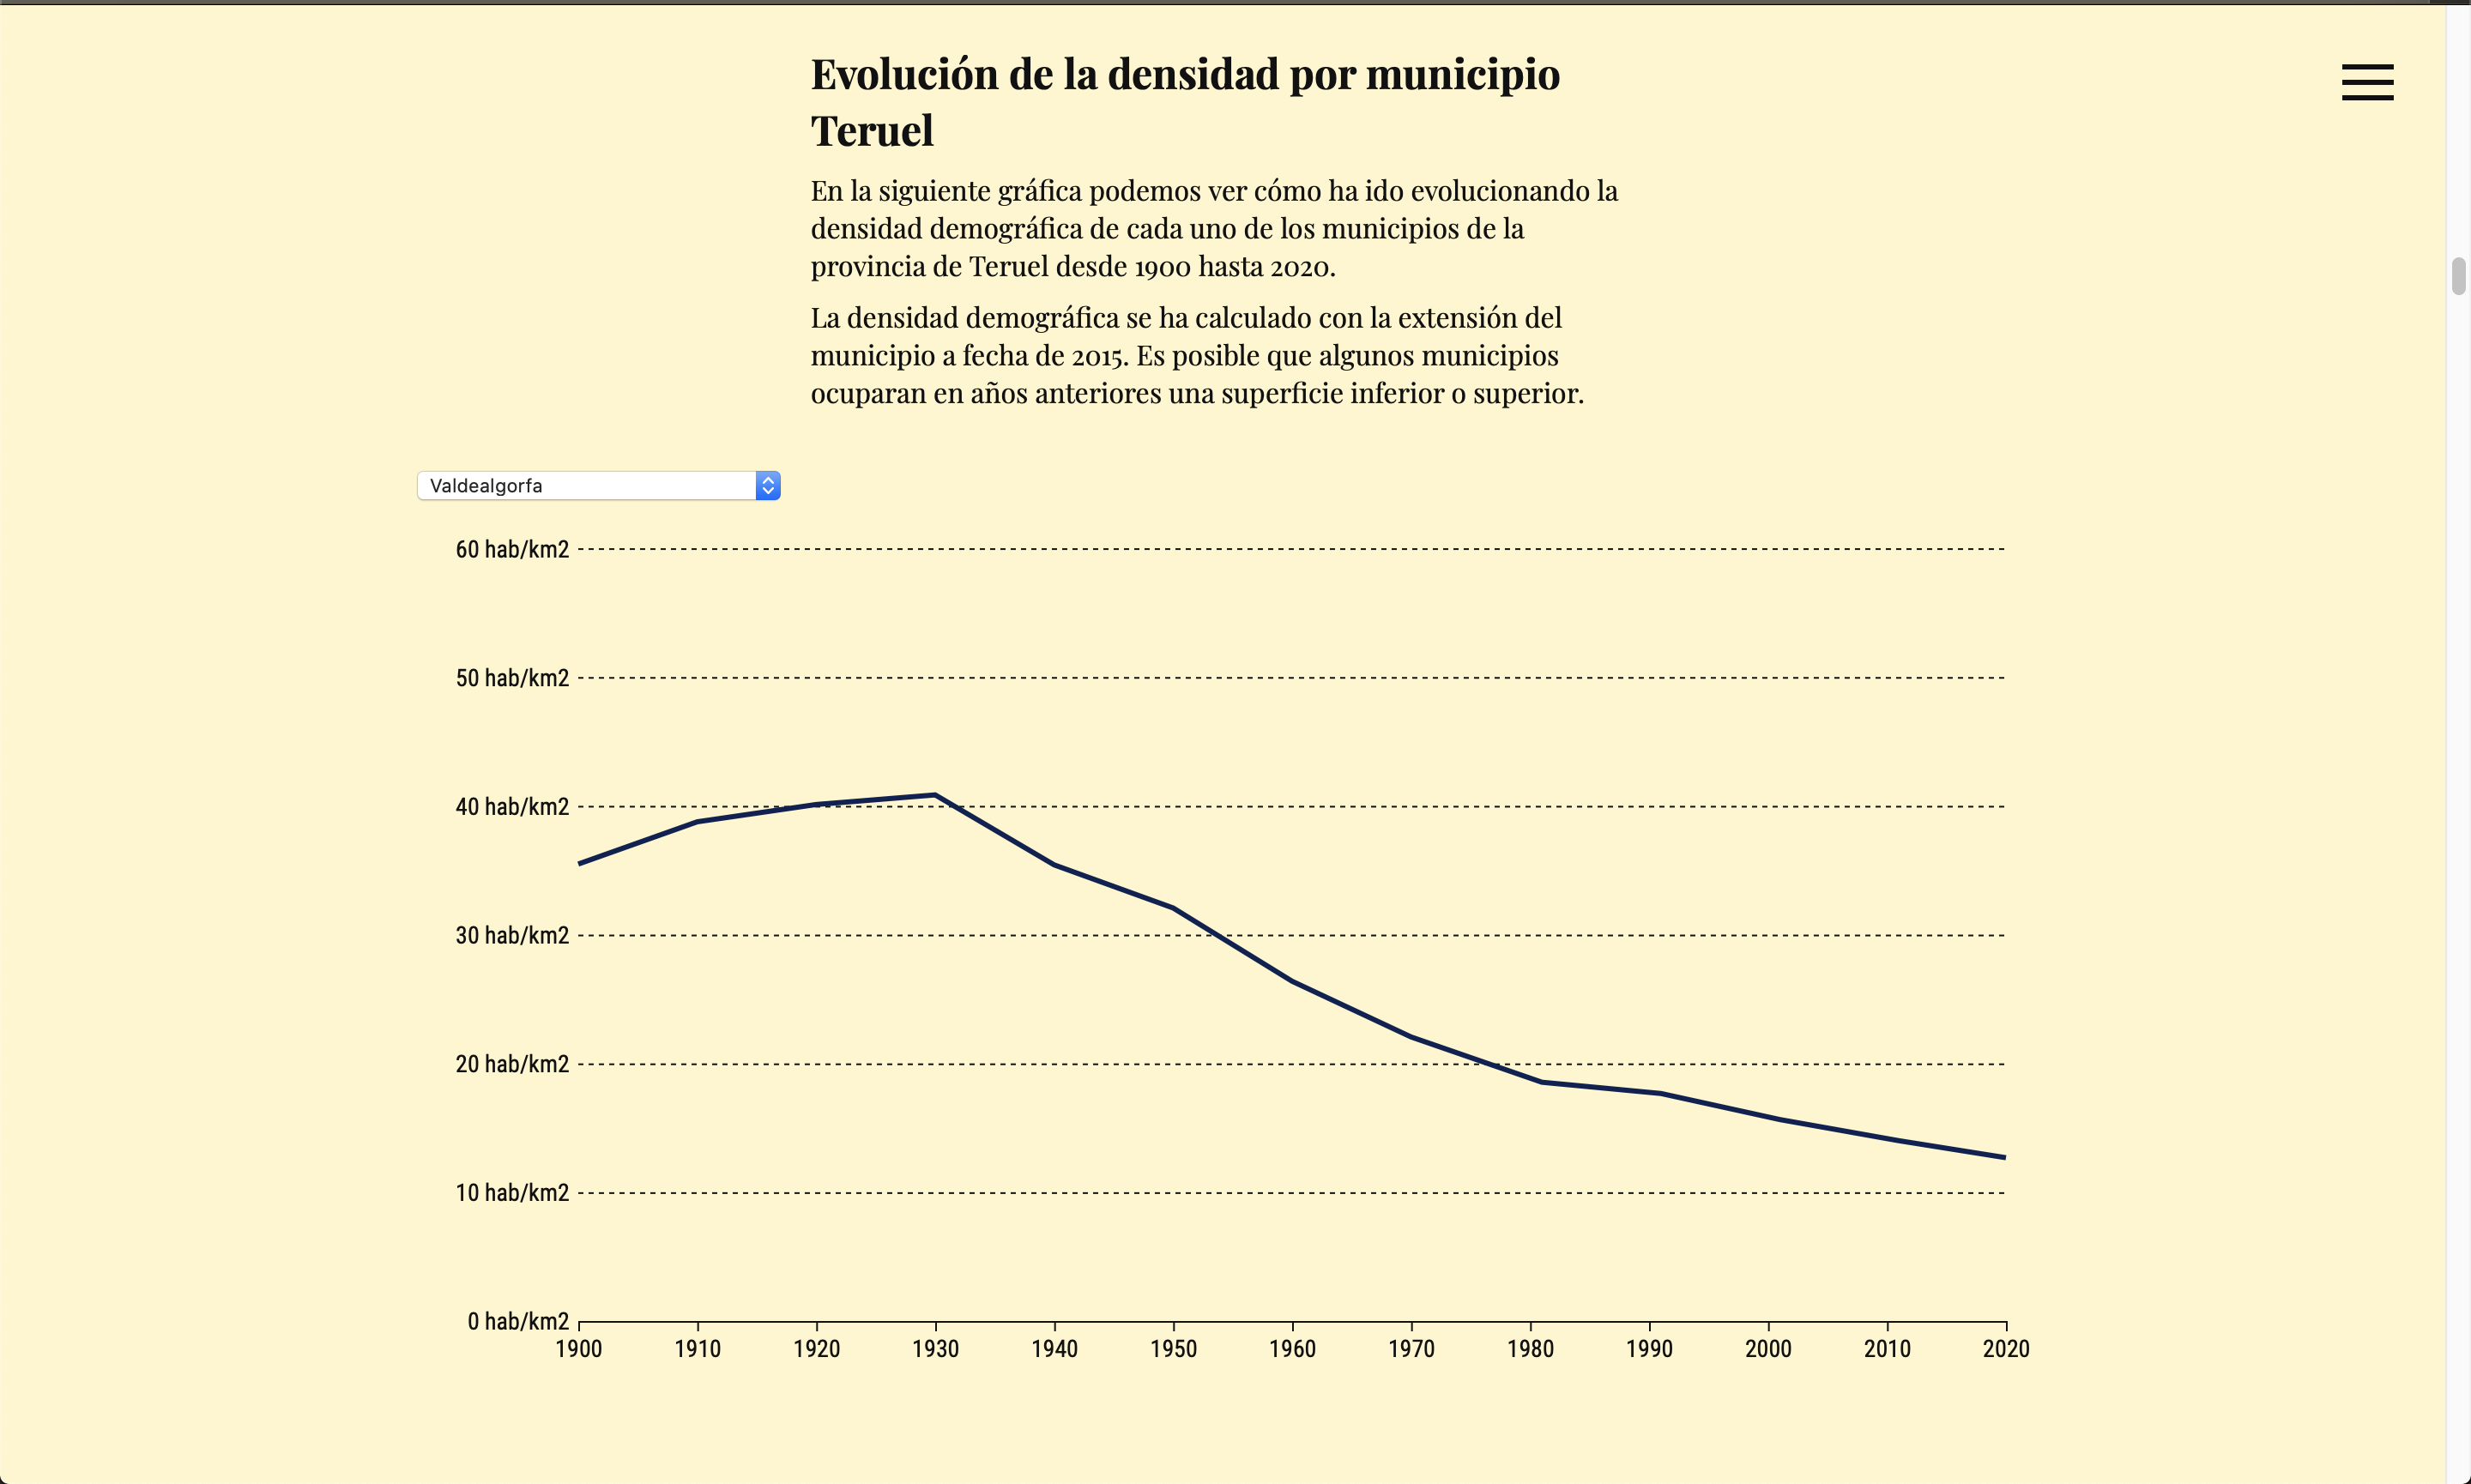 Evolución de la densidad por municipio
Teruel
En la siguiente gráfica podemos ver cómo ha ido evolucionando la
densidad demográfica de cada uno de los municipios de la
provincia de Teruel desde 1900 hasta 2020.
La densidad demográfica se ha calculado con la extensión del
municipio a fecha de 2015. Es posible que algunos municipios
ocuparan en años anteriores una superficie inferior o superior.
Valdealgorfa
60 hab/km2
50 hab/km2
40 hab/km2
30 hab/km2
20 hab/km2
10 hab/km2
0 hab/km2
1900 1910 1920 1930 1940 1950 1960 1970 1980 1990 2000 2010 2020